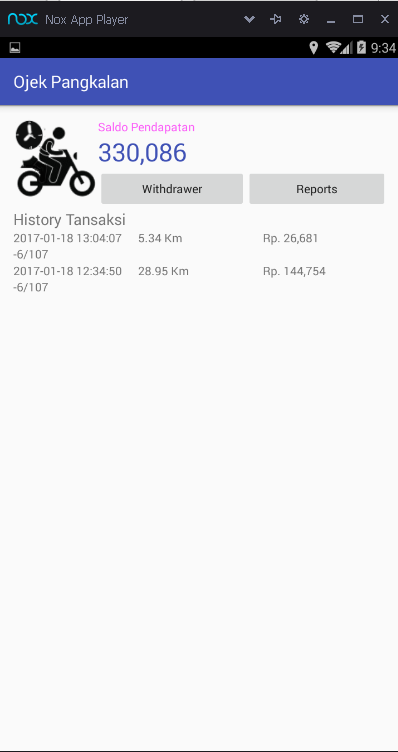 nox Nox App Player
9:34
Ojek Pangkalan
Saldo Pendapatan
330,086
Withdrawer Reports
History Tansaksi
2017-01-18 13:04:07 5.34 Km Rp. 26,681
-6/107
2017-01-18 12:34:50 28.95 Km Rp. 144,754
-6/107